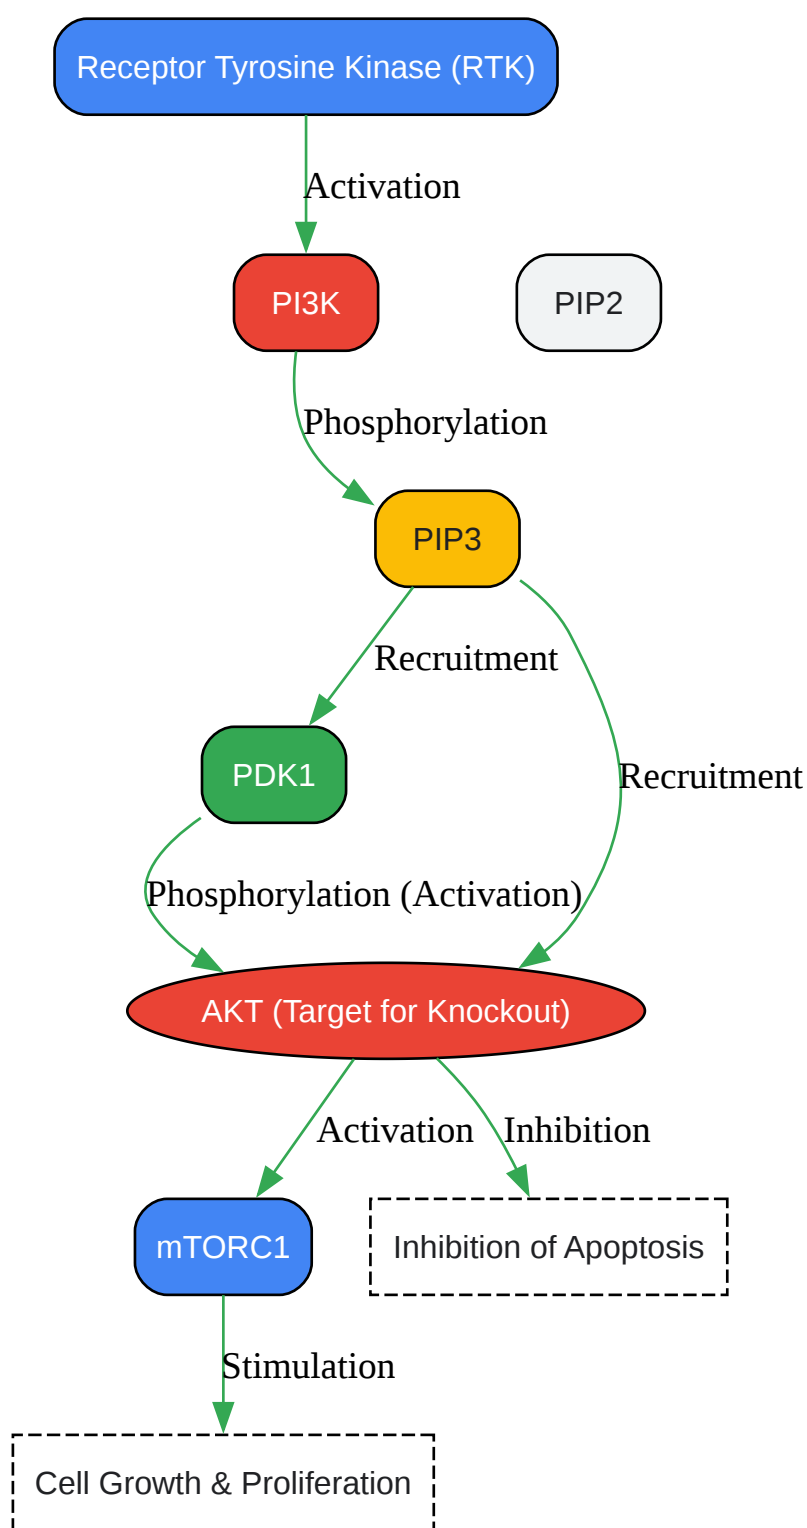 Receptor Tyrosine Kinase (RTK)
Activation
PI3K
PIP2
Phosphorylation
PIP3
Recruitment
PDK1
Recruitment
Phosphorylation (Activation)
AKT (Target for Knockout)
Activation
Inhibition
mTORC1
Inhibition of Apoptosis
Stimulation
Cell Growth & Proliferation